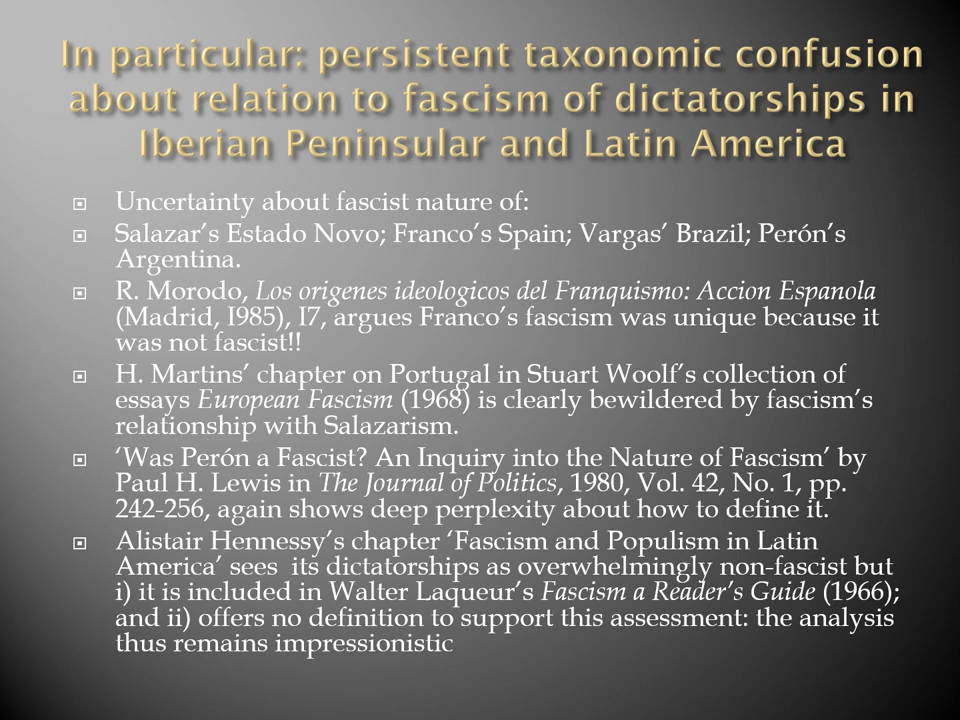 In particular: persistent taxonomic confusion
about relation to fascism of dictatorships in
Iberian Peninsular and Latin America
Uncertainty about fascist nature of:
Salazar’s Estado Novo; Franco’s Spain; Vargas’ Brazil; Perón’s
Argentina.
R. Morodo, Los origenes ideologicos del Franquismo: Accion Espanola
(Madrid, I985), I7, argues Franco’s fascism was unique because it
was not fascist!!
H. Martins’ chapter on Portugal in Stuart Woolf’s collection of
essays European Fascism (1968) is clearly bewildered by fascism’s
relationship with Salazarism.
‘Was Perón a Fascist? An Inquiry into the Nature of Fascism’ by
Paul H. Lewis in The Journal of Politics, 1980, Vol. 42, No. 1, pp.
242-256, again shows deep perplexity about how to define it.
Alistair Hennessy’s chapter ‘Fascism and Populism in Latin
America’ sees  its dictatorships as overwhelmingly non-fascist but
i) it is included in Walter Laqueur’s Fascism a Reader’s Guide (1966);
and ii) offers no definition to support this assessment: the analysis
thus remains impressionistic